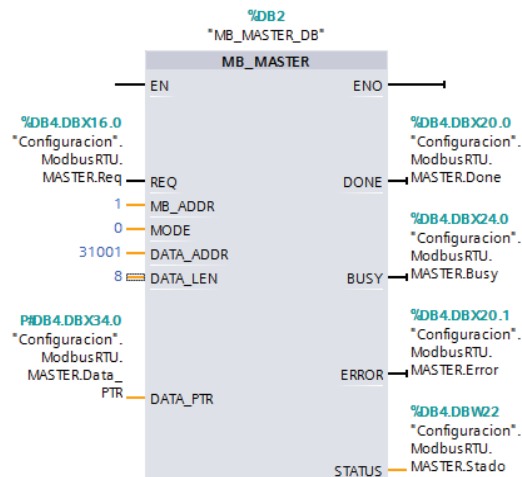 %DB2
"MB_MASTER_DB"
MB_MASTER
EN
ENO
%DB4.DBX16.0
"Configuracion".
ModbusRTU.
MASTER.Req
REQ
%DB4.DBX20.0
"Configuracion".
ModbusRTU.
MASTER.Done
DONE
1
MB_ADDR
0
MODE
31001
DATA_ADDR
8
DATA_LEN
%DB4.DBX24.0
"Configuracion".
ModbusRTU.
MASTER.Busy
BUSY
P#DB4.DBX34.0
"Configuracion".
ModbusRTU.
MASTER.Data_
PTR
DATA_PTR
%DB4.DBX20.1
"Configuracion".
ModbusRTU.
MASTER.Error
ERROR
%DB4.DBW22
"Configuracion".
ModbusRTU.
MASTER.Stado
STATUS